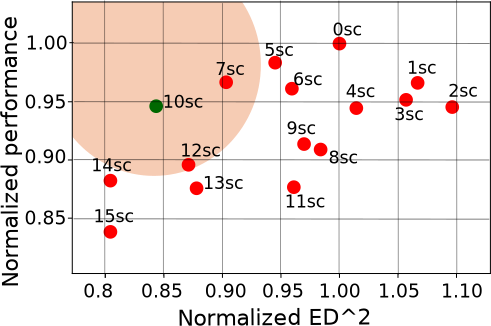 0sc
5sc
1.00
7sc
6sc
1sc
4sc
2sc
10sc
0.95
3sc
9sc
12sc
8sc
0.90
14sc
13sc
11sc
15sc
0.85
0.8 0.85 0.90 0.95 1.00 1.05 1.10
Normalized ED^2
Normalized performance